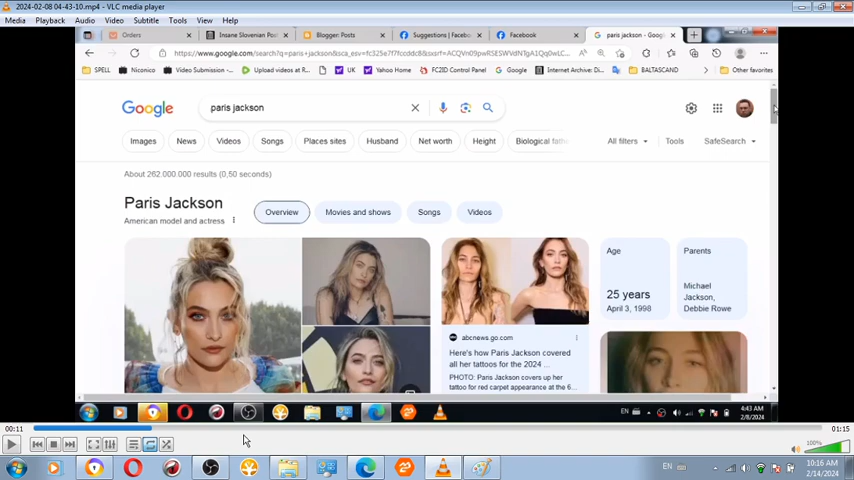 2024-02-08 04-43-10.mp4 - VLC media player
Media Playback Audio Video Subtitle Tools View Help
Orders
Insane Slovenian Post
Bloggen Posts
Suggestions | Facebook
Facebook
paris jackson - Goog
SPELL Niconico Video Submission - Upload videos at R... UK Yahoo Home FC2ID Control Panel Google Internet Archive: Di... BALTASCAND Other favorites
Google
paris jackson
Images News Videos Songs Places sites Husband Net worth Height Biological fath All filters Tools SafeSearch
About 262.000.000 results (0,50 seconds)
Paris Jackson
American model and actress
Overview Movies and shows Songs Videos
Age
25 years
April 3, 1998
Parents
Michael
Jackson,
Debbie Rowe
abcnews.go.com
Here's how Paris Jackson covered
all her tattoos for the 2024 ...
PHOTO: Paris Jackson covers up her
tattoo for red carpet appearance at the 6...
EN
4:43 AM
2/8/2024
00:11
01:15
100%
EN
10:16 AM
2/14/2024